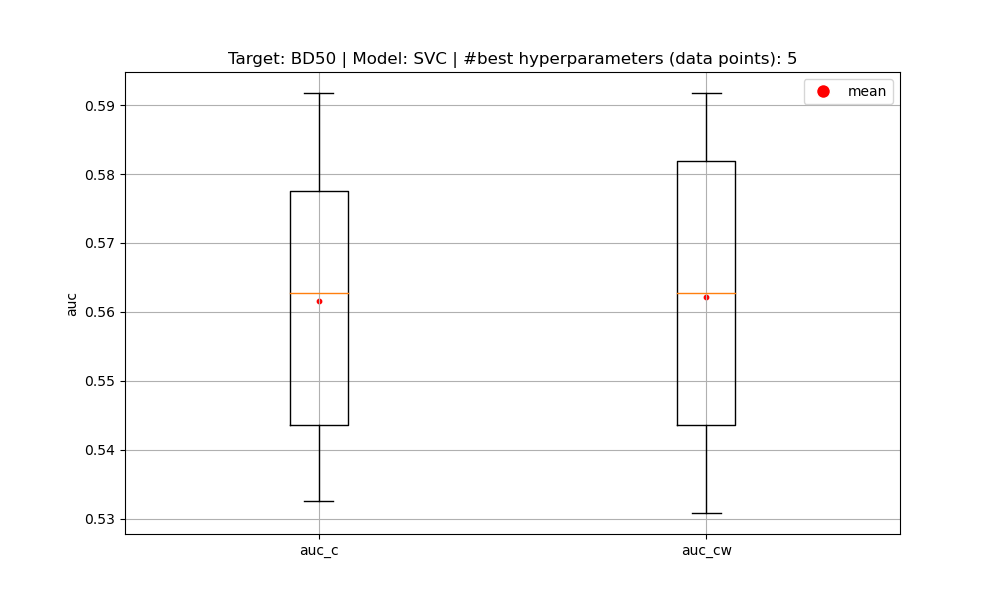 Target: BD50 | Model: SVC | #best hyperparameters (data points): 5
mean
0.59
0.58
0.57
0.56
0.55
0.54
0.53
auc
auc_c
auc_cw